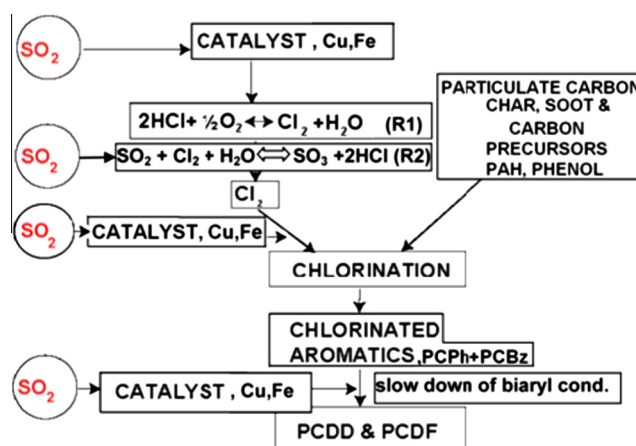 SO₂
CATALYST , Cu,Fe
2HCl+ ½O₂ ↔ Cl₂ +H₂O (R1)
SO₂
SO₂ + Cl₂ + H₂O ⇔ SO₃ +2HCl (R2)
Cl₂
PARTICULATE CARBON
CHAR, SOOT &
CARBON
PRECURSORS
PAH, PHENOL
SO₂
CATALYST, Cu,Fe
CHLORINATION
CHLORINATED
AROMATICS,PCPh+PCBz
SO₂
CATALYST , Cu,Fe
slow down of biaryl cond.
PCDD & PCDF